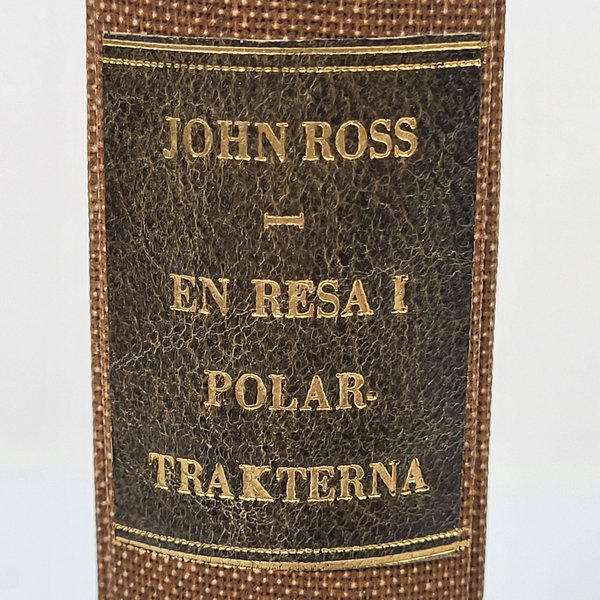 JOHN ROSS
—
EN RESA I
POLAR-
TRAKTERNA